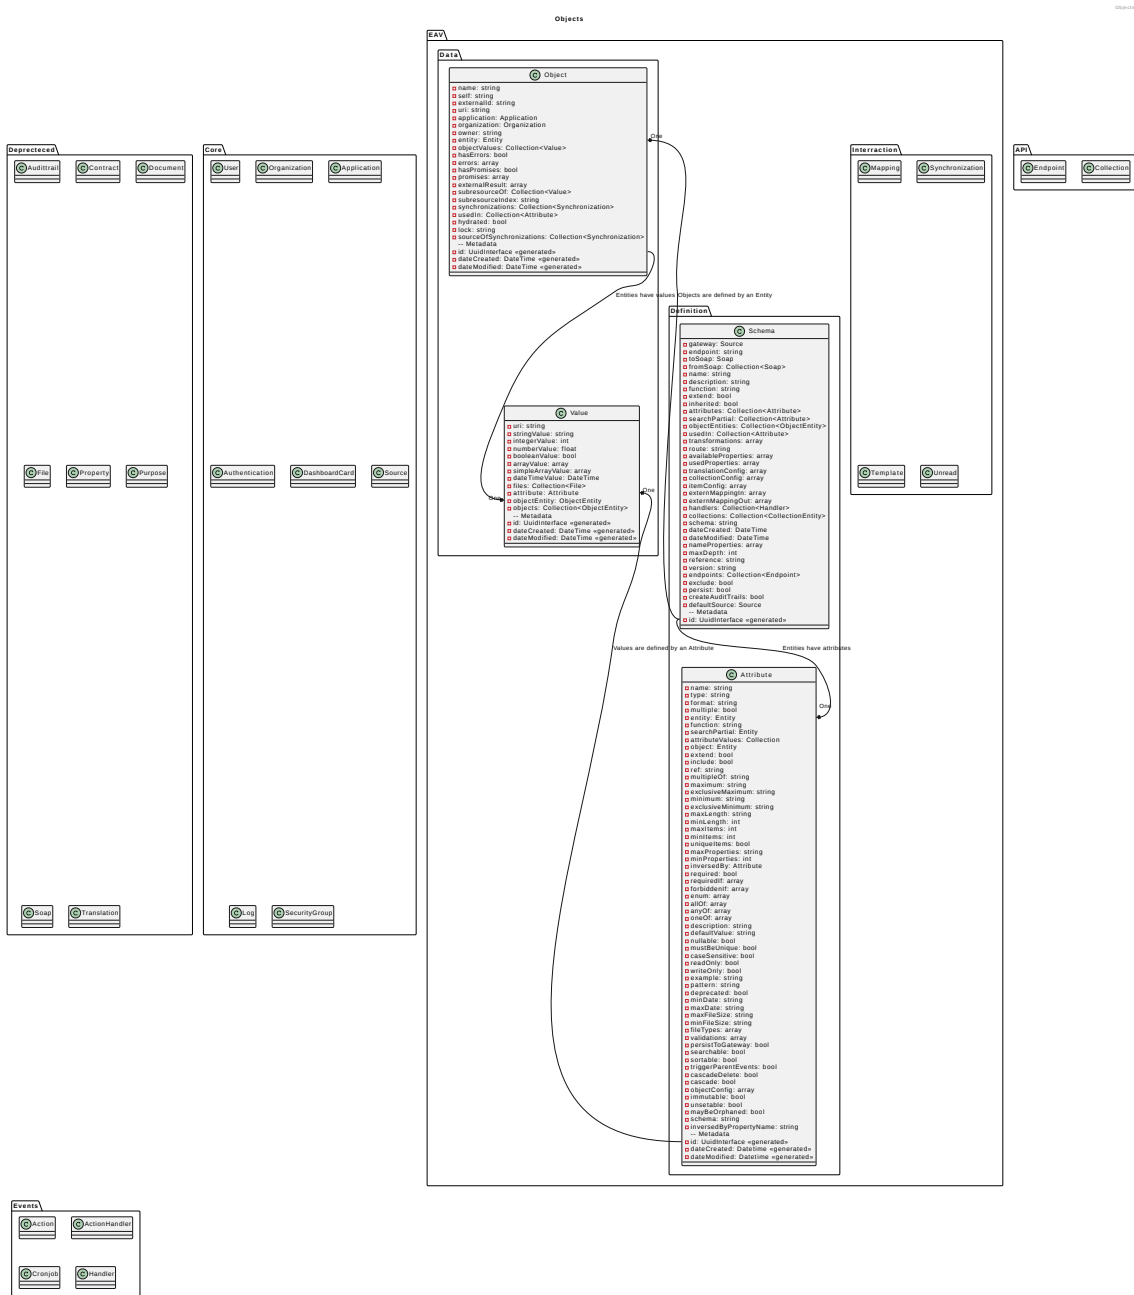 Objects
Objects
EAV
Data
Object
name: string
self: string
externalId: string
uri: string
application: Application
organization: Organization
owner: string
entity: Entity
objectValues: Collection<Value>
hasErrors: bool
errors: array
hasPromises: bool
promises: array
externalResult: array
subresourceOf: Collection<Value>
subresourceIndex: string
synchronizations: Collection<Synchronization>
usedIn: Collection<Attribute>
hydrated: bool
lock: string
sourceOfSynchronizations: Collection<Synchronization>
-- Metadata
id: UuidInterface «generated»
dateCreated: DateTime «generated»
dateModified: DateTime «generated»
One
Deprecteced
Audittrail
Contract
Document
File
Property
Purpose
Soap
Translation
Core
User
Organization
Application
Authentication
DashboardCard
Source
Log
SecurityGroup
Interraction
Mapping
Synchronization
Template
Unread
API
Endpoint
Collection
Entities have values
Objects are defined by an Entity
Definition
Schema
gateway: Source
endpoint: string
toSoap: Soap
fromSoap: Collection<Soap>
name: string
description: string
function: string
extend: bool
inherited: bool
attributes: Collection<Attribute>
searchPartial: Collection<Attribute>
objectEntities: Collection<ObjectEntity>
usedIn: Collection<Attribute>
transformations: array
route: string
availableProperties: array
usedProperties: array
translationConfig: array
collectionConfig: array
itemConfig: array
externMappingIn: array
externMappingOut: array
handlers: Collection<Handler>
collections: Collection<CollectionEntity>
schema: string
dateCreated: DateTime
dateModified: DateTime
nameProperties: array
maxDepth: int
reference: string
version: string
endpoints: Collection<Endpoint>
exclude: bool
persist: bool
createAuditTrails: bool
defaultSource: Source
-- Metadata
id: UuidInterface «generated»
Value
uri: string
stringValue: string
integerValue: int
numberValue: float
booleanValue: bool
arrayValue: array
simpleArrayValue: array
dateTimeValue: DateTime
files: Collection<File>
attribute: Attribute
objectEntity: ObjectEntity
objects: Collection<ObjectEntity>
-- Metadata
id: UuidInterface «generated»
dateCreated: DateTime «generated»
dateModified: DateTime «generated»
One
One
Values are defined by an Attribute
Entities have attributes
One
Attribute
name: string
type: string
format: string
multiple: bool
entity: Entity
function: string
searchPartial: Entity
attributeValues: Collection
object: Entity
extend: bool
include: bool
ref: string
multipleOf: string
maximum: string
exclusiveMaximum: string
minimum: string
exclusiveMinimum: string
maxLength: string
minLength: int
maxItems: int
minItems: int
uniqueItems: bool
maxProperties: string
minProperties: int
inversedBy: Attribute
required: bool
requiredIf: array
forbiddenIf: array
enum: array
allOf: array
anyOf: array
oneOf: array
description: string
defaultValue: string
nullable: bool
mustBeUnique: bool
caseSensitive: bool
readOnly: bool
writeOnly: bool
example: string
pattern: string
deprecated: bool
minDate: string
maxDate: string
maxFileSize: string
minFileSize: string
fileTypes: array
validations: array
persistToGateway: bool
searchable: bool
sortable: bool
triggerParentEvents: bool
cascadeDelete: bool
cascade: bool
objectConfig: array
immutable: bool
unsetable: bool
mayBeOrphaned: bool
schema: string
inversedByPropertyName: string
-- Metadata
id: UuidInterface «generated»
dateCreated: Datetime «generated»
dateModified: Datetime «generated»
Events
Action
ActionHandler
Cronjob
Handler